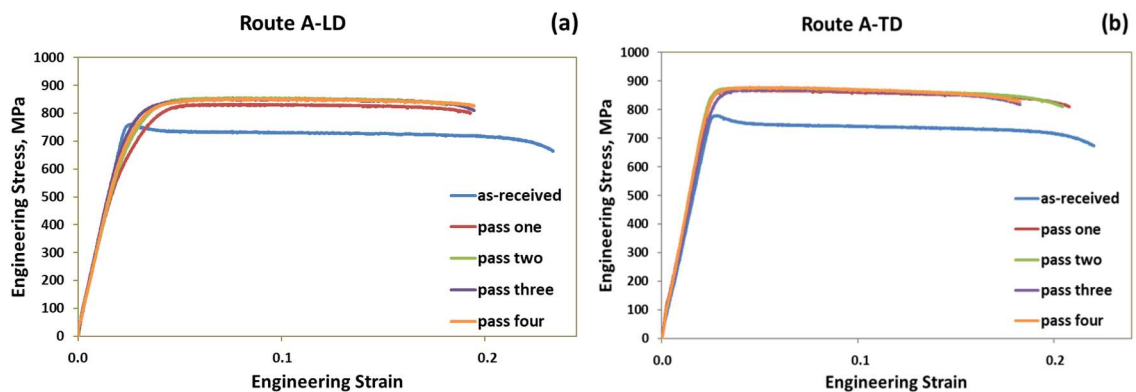 Route A-LD
(a)
Engineering Stress, MPa
1000
900
800
700
600
500
400
300
200
100
0
as-received
pass one
pass two
pass three
pass four
0.0
0.1
0.2
Engineering Strain
Route A-TD
(b)
Engineering Stress, MPa
1000
900
800
700
600
500
400
300
200
100
0
as-received
pass one
pass two
pass three
pass four
0.0
0.1
0.2
Engineering Strain